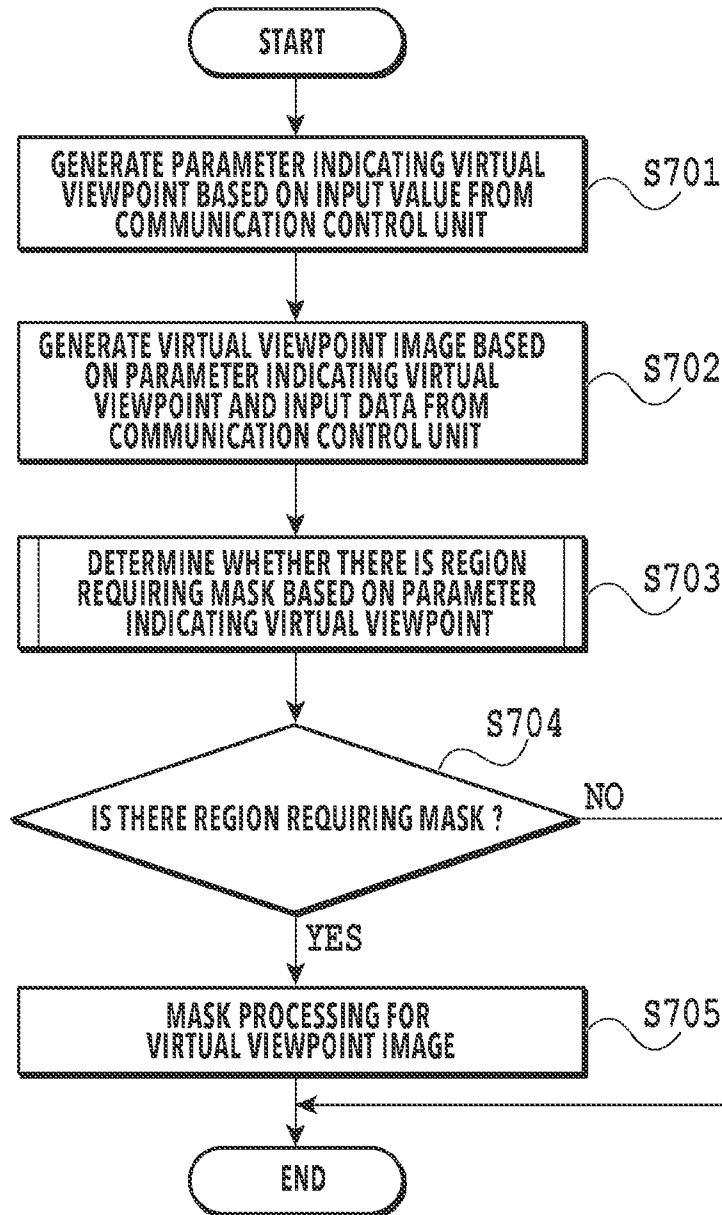 START
GENERATE PARAMETER INDICATING VIRTUAL
VIEWPOINT BASED ON INPUT VALUE FROM
COMMUNICATION CONTROL UNIT
S701
GENERATE VIRTUAL VIEWPOINT IMAGE BASED
ON PARAMETER INDICATING VIRTUAL
VIEWPOINT AND INPUT DATA FROM
COMMUNICATION CONTROL UNIT
S702
DETERMINE WHETHER THERE IS REGION
REQUIRING MASK BASED ON PARAMETER
INDICATING VIRTUAL VIEWPOINT
S703
S704
IS THERE REGION REQUIRING MASK ?
NO
YES
MASK PROCESSING FOR
VIRTUAL VIEWPOINT IMAGE
S705
END